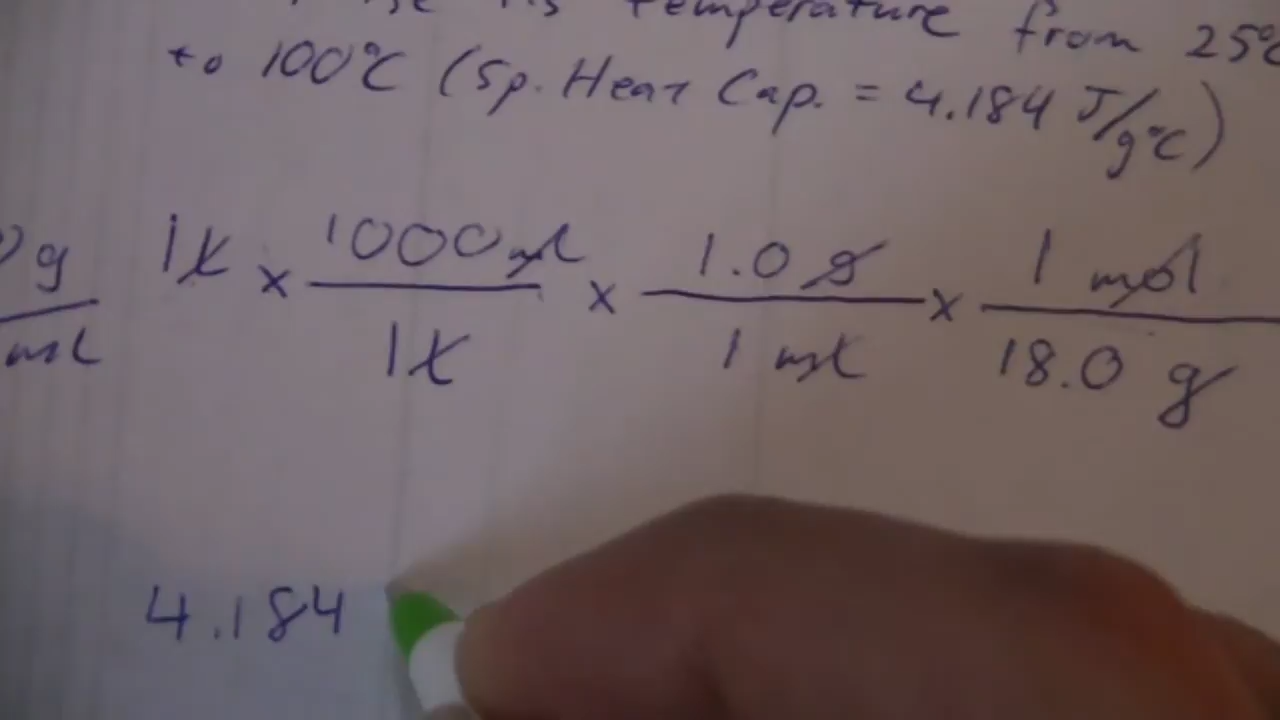 temperature from 25°C
to 100°C (Sp. Heat Cap. = 4.184 J/g°C)
g 1L × 1000 mL × 1.0 g × 1 mol
mL 1L 1 mL 18.0 g
4.184